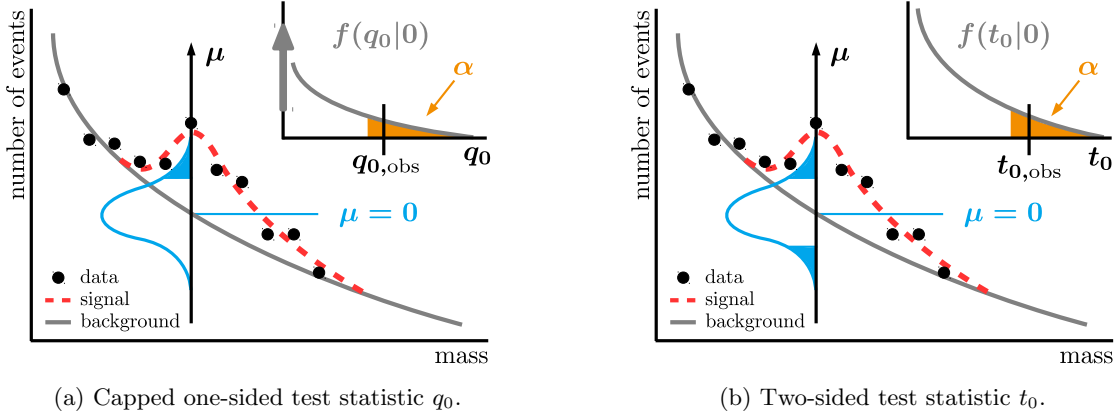 number of events
μ
f(q₀|0)
α
q₀,obs
q₀
μ = 0
data
signal
background
mass
(a) Capped one-sided test statistic q₀.
number of events
μ
f(t₀|0)
α
t₀,obs
t₀
μ = 0
data
signal
background
mass
(b) Two-sided test statistic t₀.